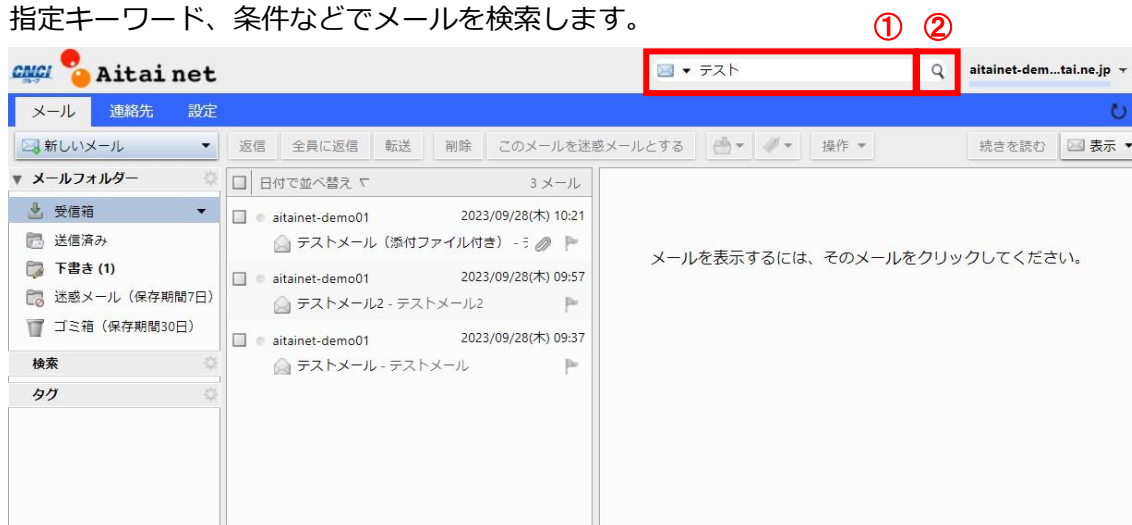 指定キーワード、条件などでメールを検索します。
① ②
CNCI グループ Aitai net
テスト
aitainet-dem...tai.ne.jp
メール 連絡先 設定
新しいメール 返信 全員に返信 転送 削除 このメールを迷惑メールとする 操作 続きを読む 表示
メールフォルダー
日付で並べ替え 3 メール
受信箱
送信済み
下書き (1)
迷惑メール（保存期間7日）
ゴミ箱（保存期間30日）
検索
タグ
aitainet-demo01 2023/09/28(木) 10:21
テストメール（添付ファイル付き） -
aitainet-demo01 2023/09/28(木) 09:57
テストメール2 - テストメール2
aitainet-demo01 2023/09/28(木) 09:37
テストメール - テストメール
メールを表示するには、そのメールをクリックしてください。